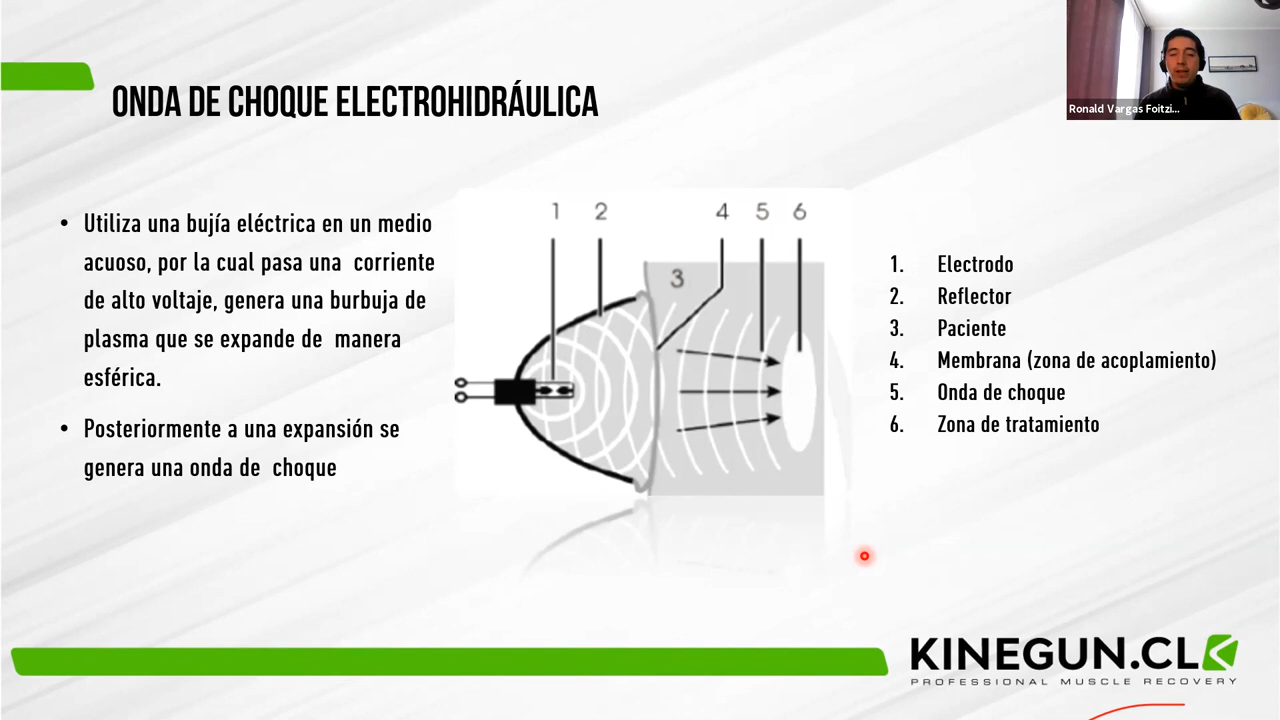 Ronald Vargas Foitzi...
ONDA DE CHOQUE ELECTROHIDRÁULICA
• Utiliza una bujía eléctrica en un medio
acuoso, por la cual pasa una corriente
de alto voltaje, genera una burbuja de
plasma que se expande de manera
esférica.
• Posteriormente a una expansión se
genera una onda de choque
1 2 4 5 6
3
1. Electrodo
2. Reflector
3. Paciente
4. Membrana (zona de acoplamiento)
5. Onda de choque
6. Zona de tratamiento
KINEGUN.CL
PROFESSIONAL MUSCLE RECOVERY